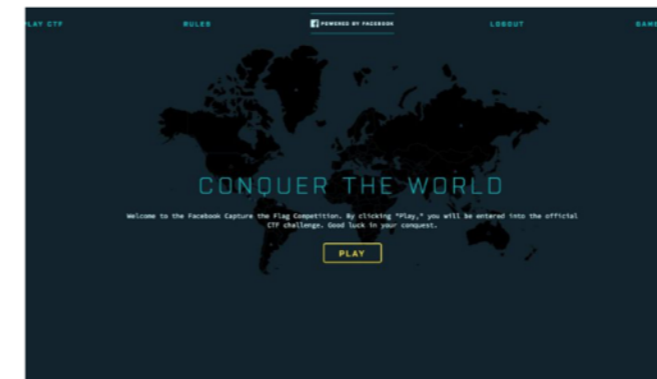 PLAY CTF
RULES
POWERED BY FACEBOOK
LOGOUT
GAME
CONQUER THE WORLD
Welcome to the Facebook Capture the Flag Competition. By clicking "Play," you will be entered into the official
CTF challenge. Good luck in your conquest.
PLAY